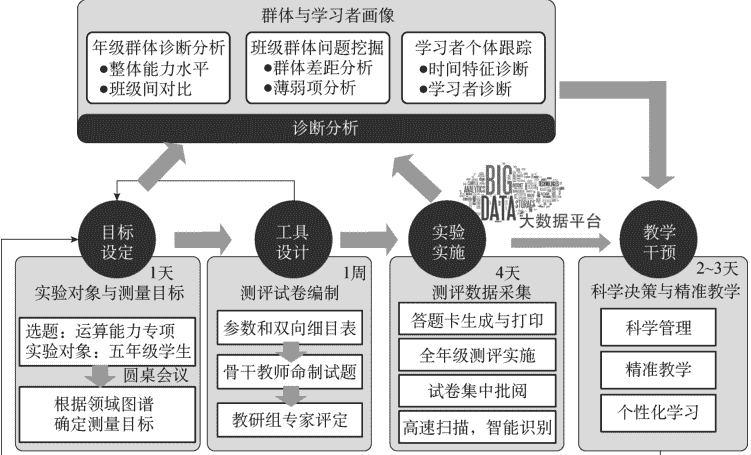 群体与学习者画像
年级群体诊断分析
●整体能力水平
●班级间对比
班级群体问题挖掘
●群体差距分析
●薄弱项分析
学习者个体跟踪
●时间特征诊断
●学习者诊断
诊断分析
BIG
DATA
ANALYTICS
STORAGE
TECHNOLOGIES
大数据平台
目标
设定
工具
设计
实验
实施
教学
干预
1天
实验对象与测量目标
选题：运算能力专项
实验对象：五年级学生
圆桌会议
根据领域图谱
确定测量目标
1周
测评试卷编制
参数和双向细目表
骨干教师命制试题
教研组专家评定
4天
测评数据采集
答题卡生成与打印
全年级测评实施
试卷集中批阅
高速扫描，智能识别
2~3天
科学决策与精准教学
科学管理
精准教学
个性化学习